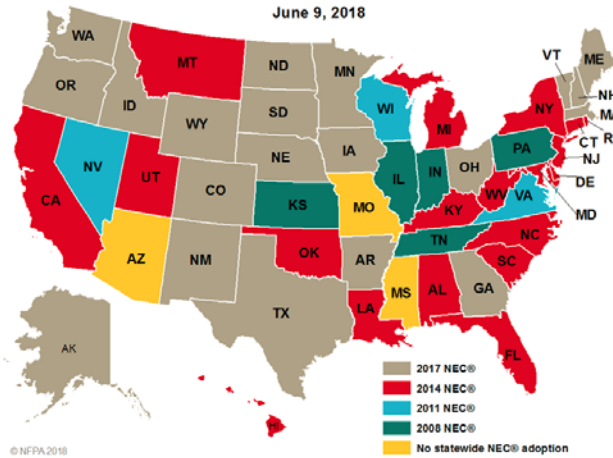 June 9, 2018
WA
MT
ND
MN
VT
ME
OR
ID
SD
WI
MI
NY
NH
MA
R
CT
WY
NE
IA
PA
NJ
NV
UT
CO
IL
IN
OH
DE
MD
CA
KS
MO
WV
VA
KY
AZ
NM
OK
AR
TN
NC
SC
TX
LA
MS
AL
GA
FL
AK
HI
2017 NEC®
2014 NEC®
2011 NEC®
2008 NEC®
No statewide NEC® adoption
© NFPA 2018